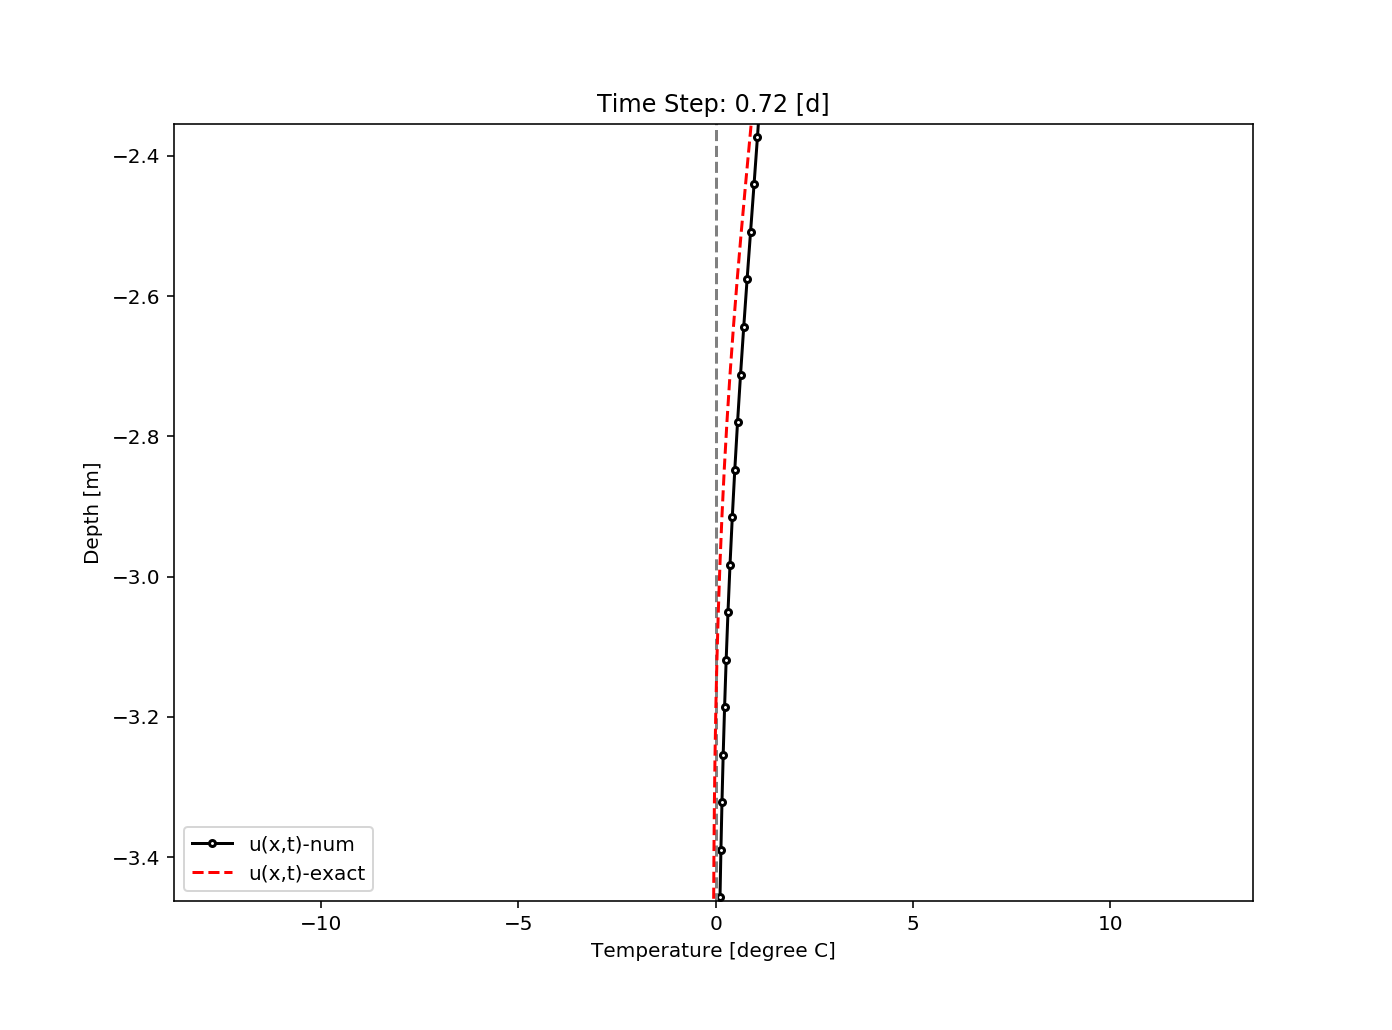 Time Step: 0.72 [d]
−2.4
−2.6
−2.8
−3.0
−3.2
−3.4
Depth [m]
u(x,t)-num
u(x,t)-exact
−10
−5
0
5
10
Temperature [degree C]